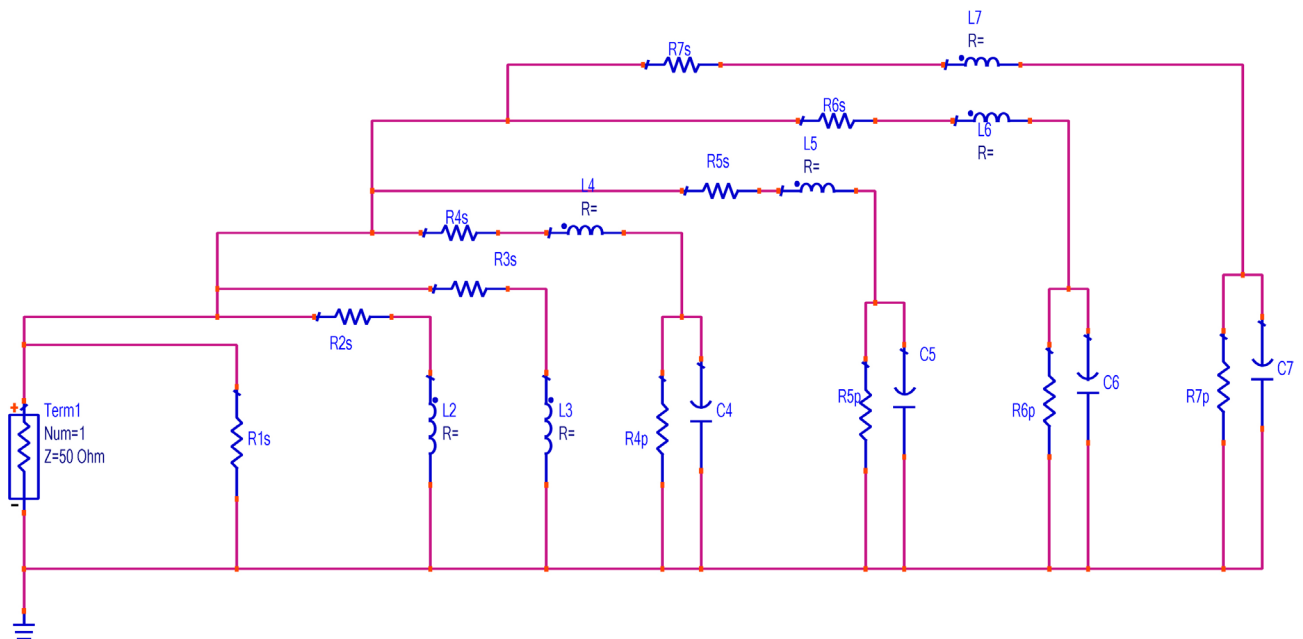 L7
R=
R7s
R6s
L6
R=
L5
R=
R5s
L4
R=
R4s
R3s
R2s
Term1
Num=1
Z=50 Ohm
+
-
R1s
L2
R=
L3
R=
R4p
C4
R5p
C5
R6p
C6
R7p
C7